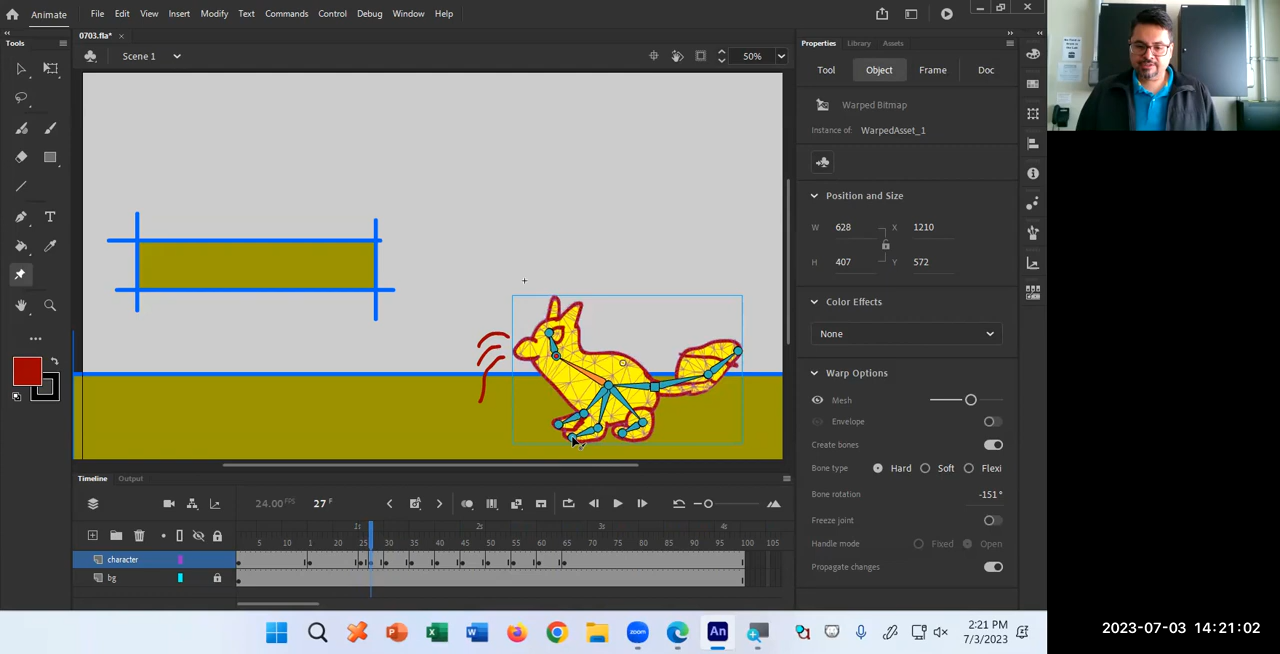 Animate
File Edit View Insert Modify Text Commands Control Debug Window Help
0703.fla*
Tools
Scene 1
50%
Properties Library Assets
Tool Object Frame Doc
Warped Bitmap
Instance of: WarpedAsset_1
Position and Size
W 628 X 1210
H 407 Y 572
Color Effects
None
Warp Options
Mesh
Envelope
Create bones
Bone type Hard Soft Flexi
Bone rotation -151 °
Freeze joint
Handle mode Fixed Open
Propagate changes
Timeline Output
24.00 FPS 27 F
1s 2s 3s 4s
5 10 15 25 30 35 40 45 50 55 60 65 70 75 80 85 90 95 100 105
character
bg
2:21 PM
7/3/2023
2023-07-03 14:21:02